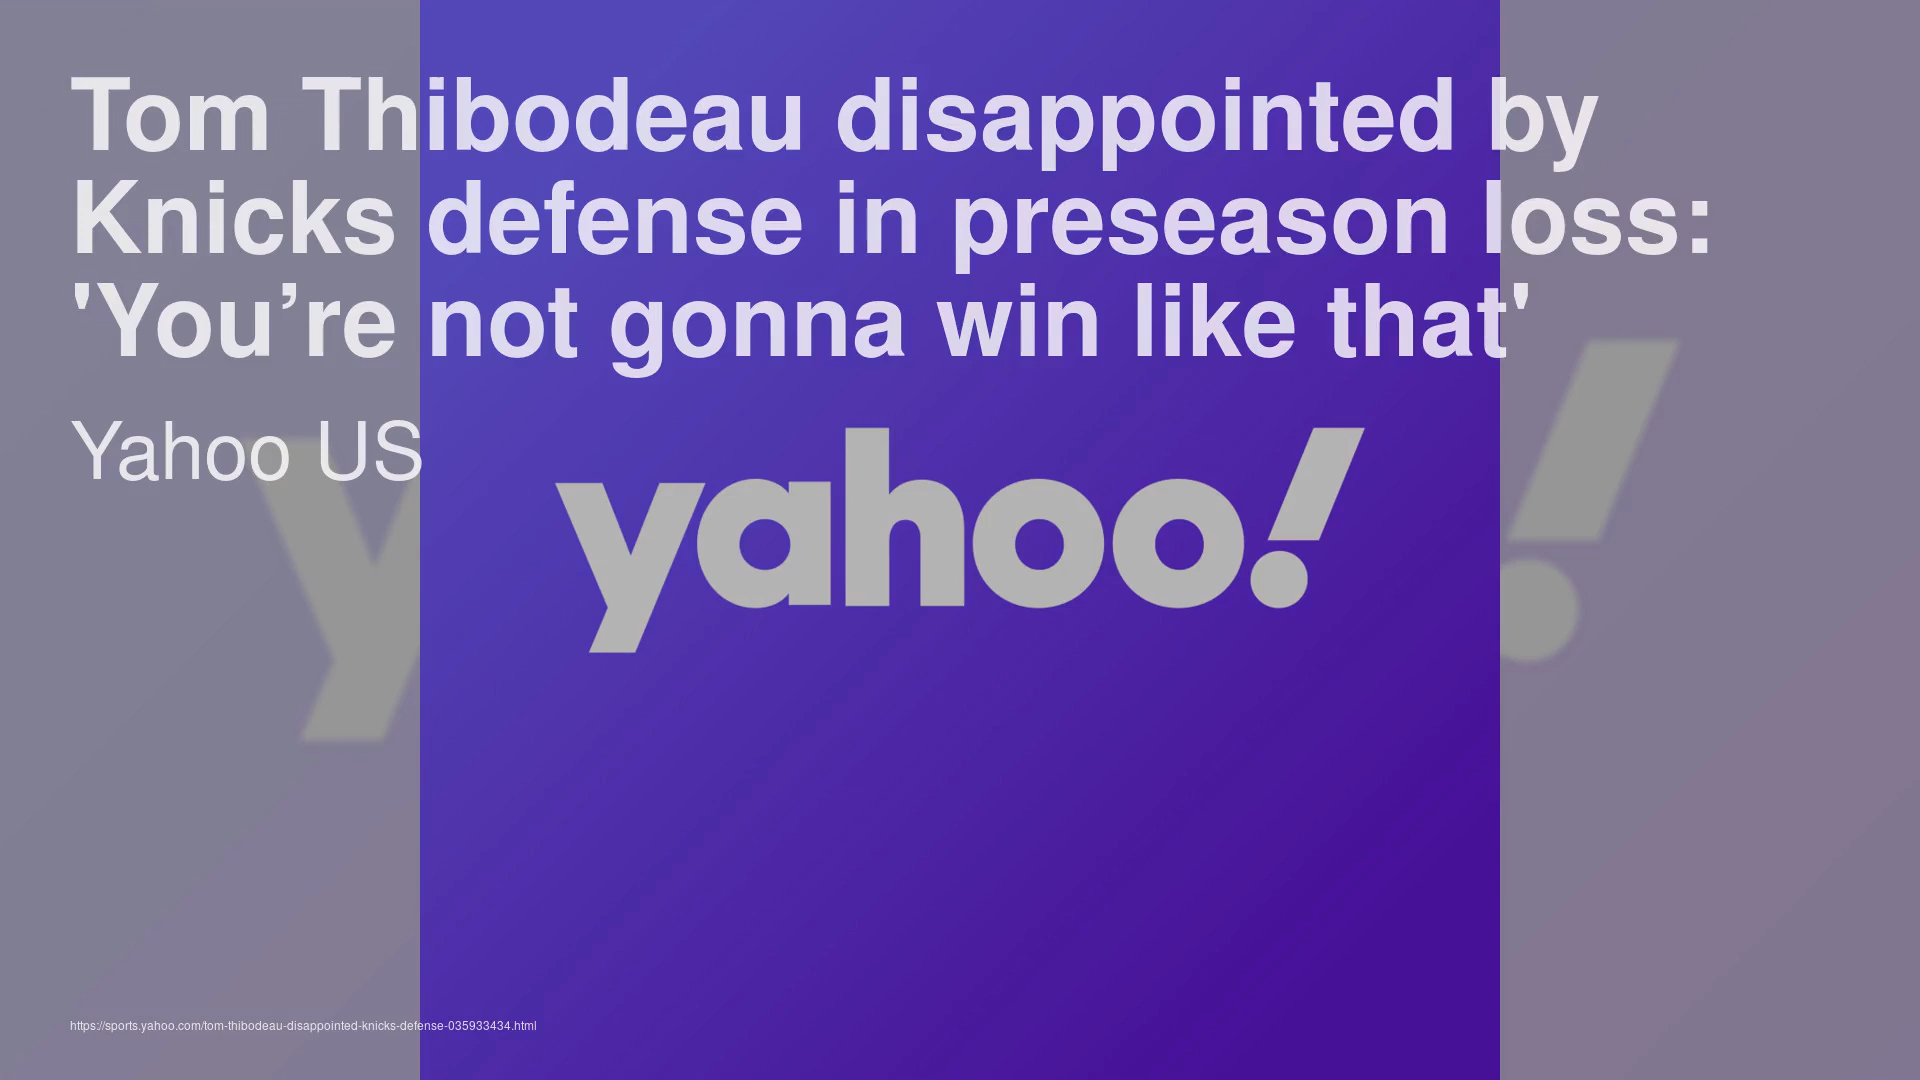 Tom Thibodeau disappointed by
Knicks defense in preseason loss:
'You’re not gonna win like that'
Yahoo US
yahoo!
https://sports.yahoo.com/tom-thibodeau-disappointed-knicks-defense-035933434.html